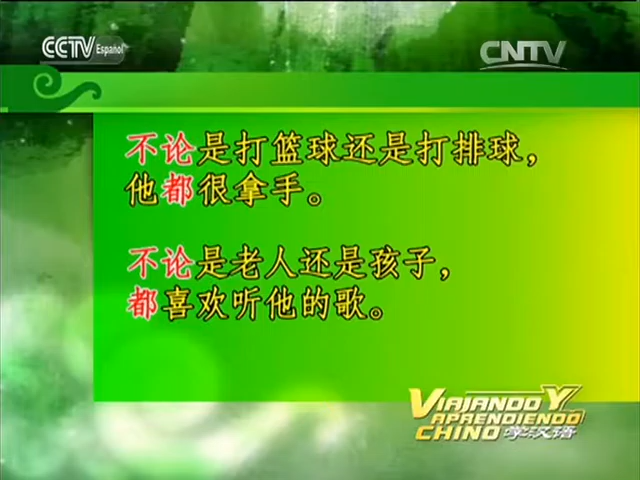 CCTV Español
CNTV
不论是打篮球还是打排球，
他都很拿手。
不论是老人还是孩子，
都喜欢听他的歌。
VIAJANDO Y
APRENDIENDO
CHINO 学汉语